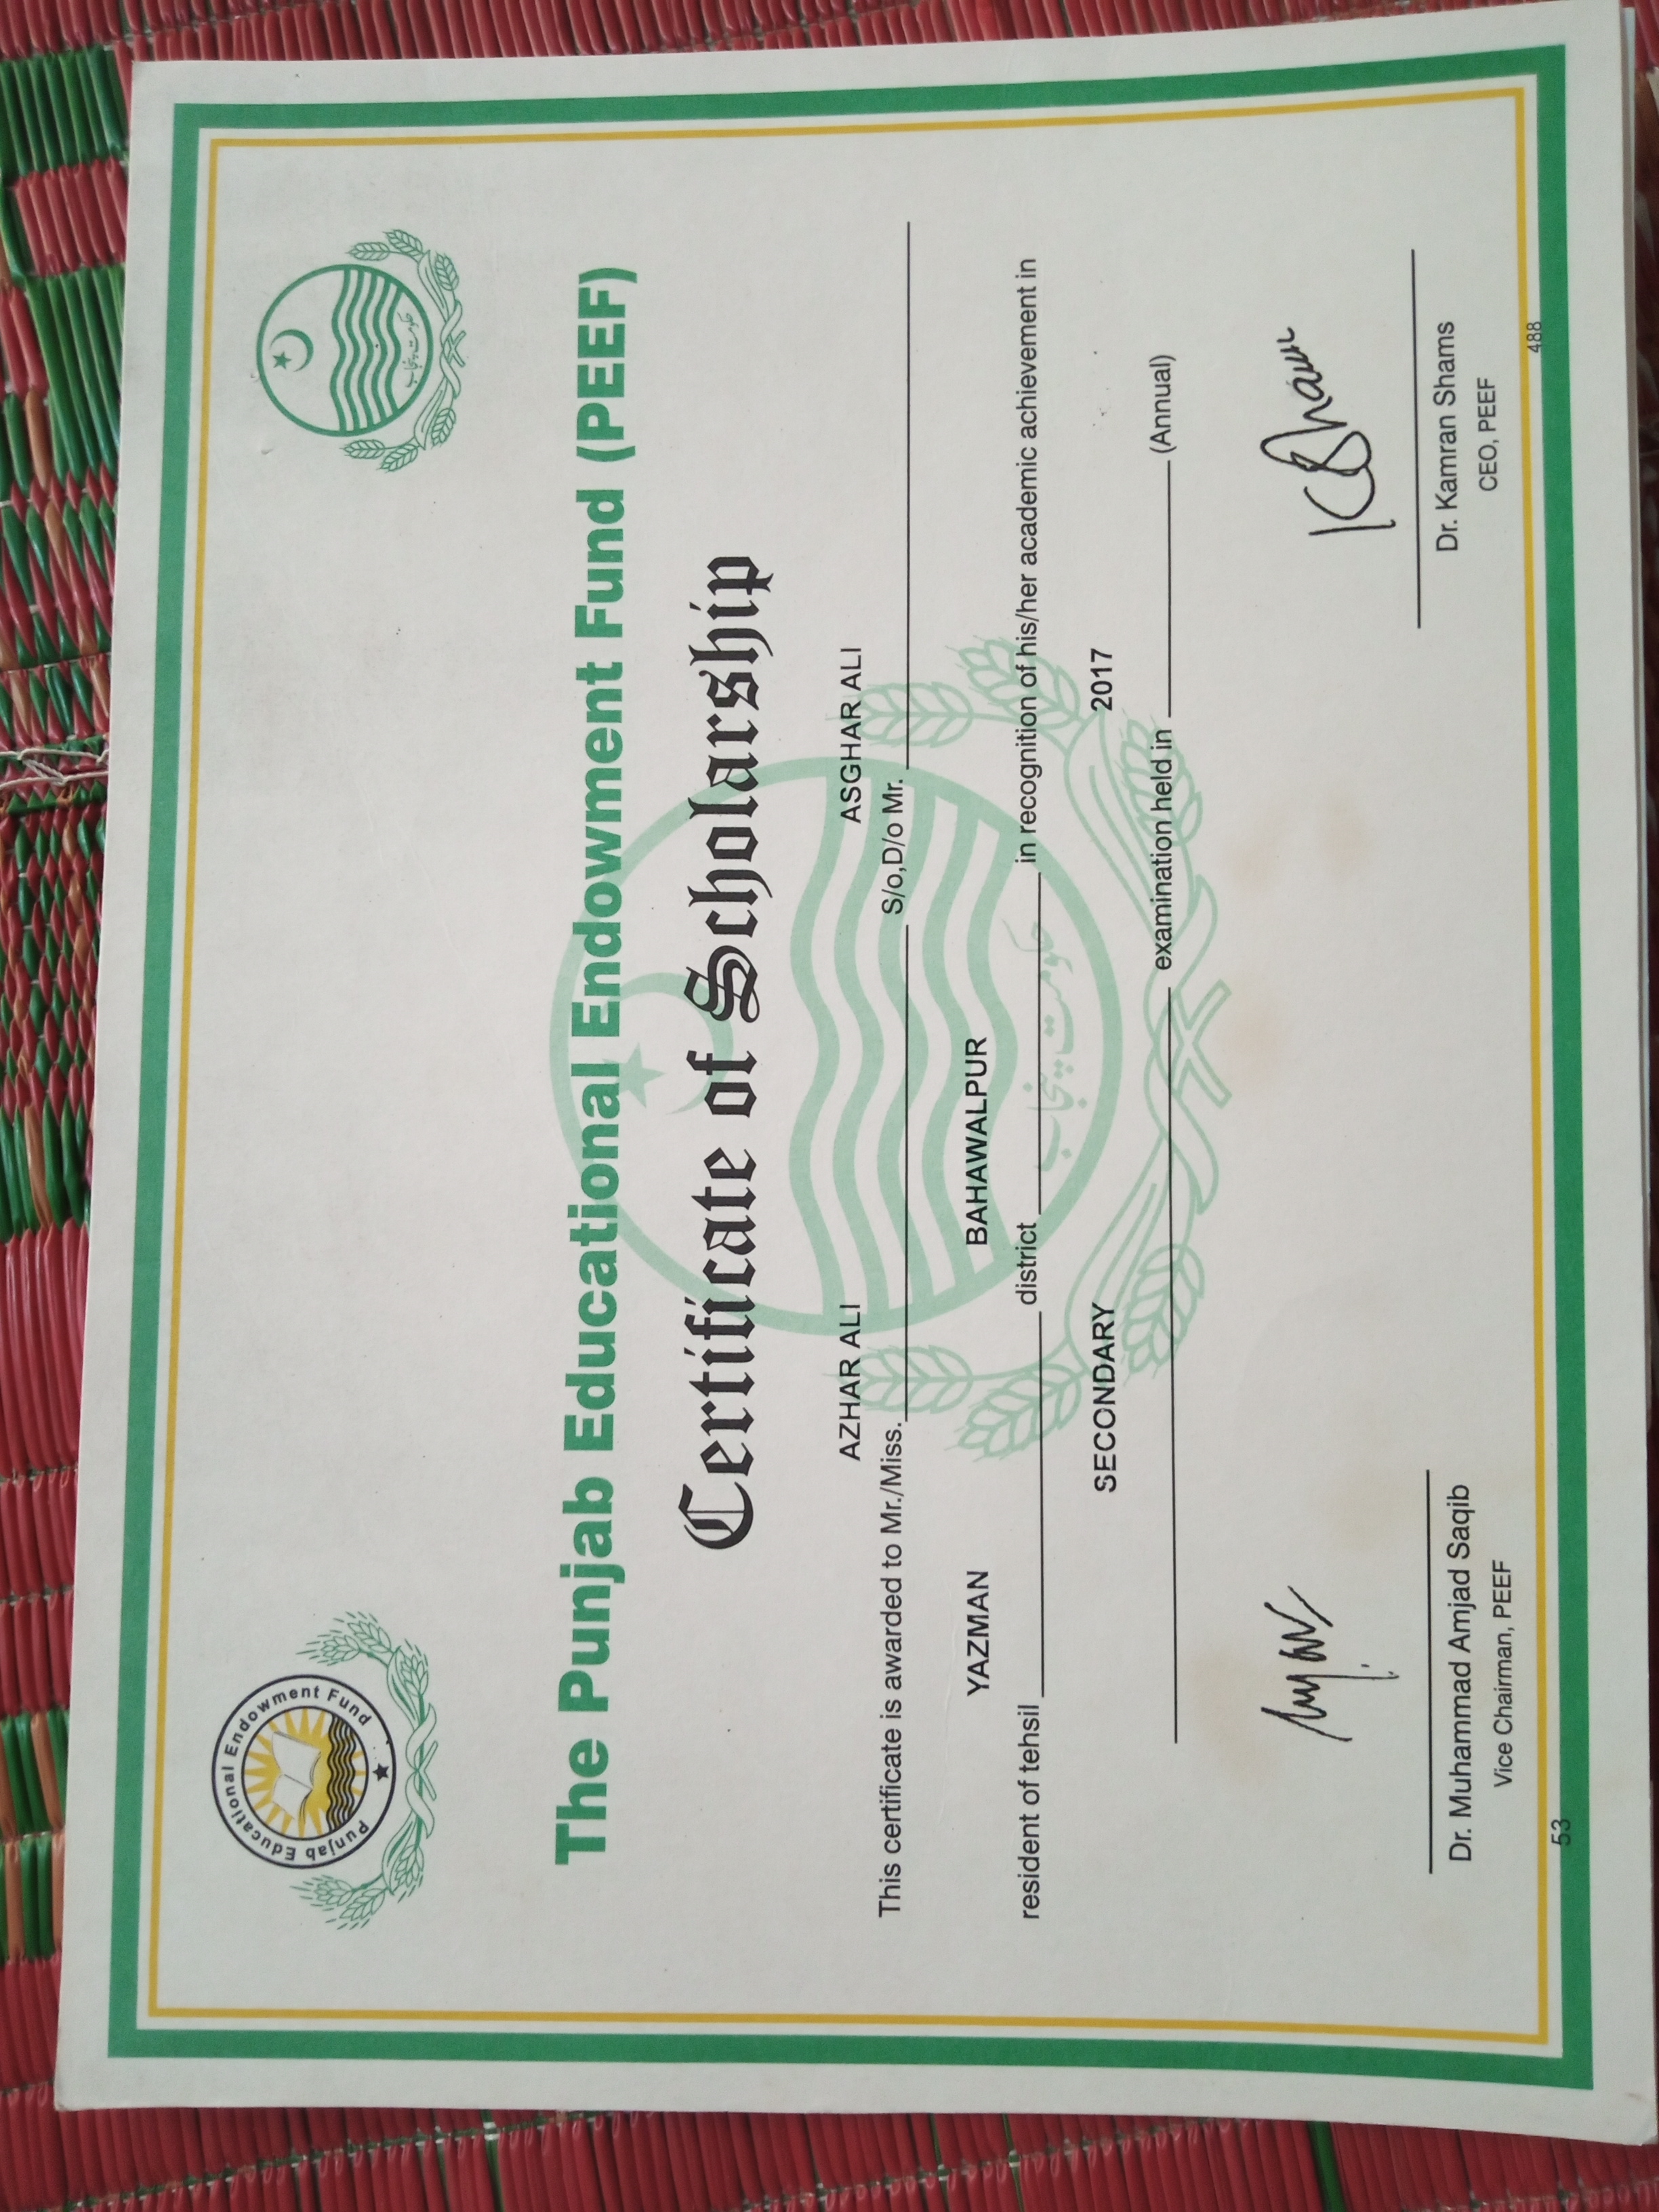 Punjab Educational Endowment Fund
حکومت پنجاب
The Punjab Educational Endowment Fund (PEEF)
Certificate of Scholarship
AZHAR ALI ASGHAR ALI
This certificate is awarded to Mr./Miss. S/o,D/o Mr.
YAZMAN BAHAWALPUR
resident of tehsil district in recognition of his/her academic achievement in
حکومت پنجاب
SECONDARY 2017
examination held in (Annual)
KShams
Dr. Muhammad Amjad Saqib Dr. Kamran Shams
Vice Chairman, PEEF CEO, PEEF
53 488